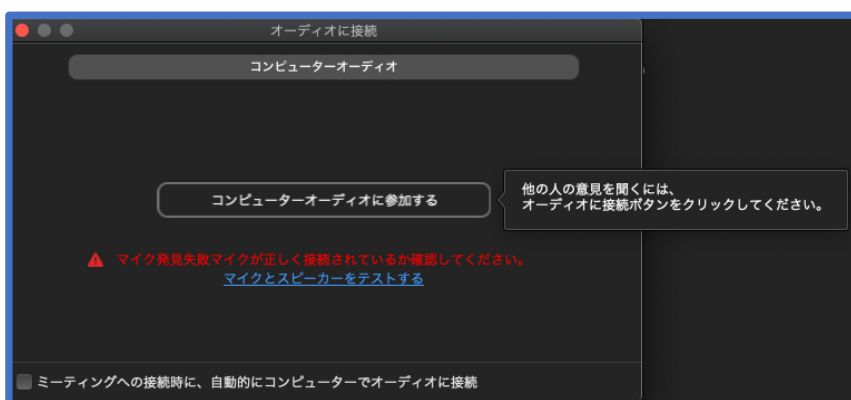 オーディオに接続
コンピューターオーディオ
コンピューターオーディオに参加する
他の人の意見を聞くには、
オーディオに接続ボタンをクリックしてください。
マイク発見失敗マイクが正しく接続されているか確認してください。
マイクとスピーカーをテストする
ミーティングへの接続時に、自動的にコンピューターでオーディオに接続